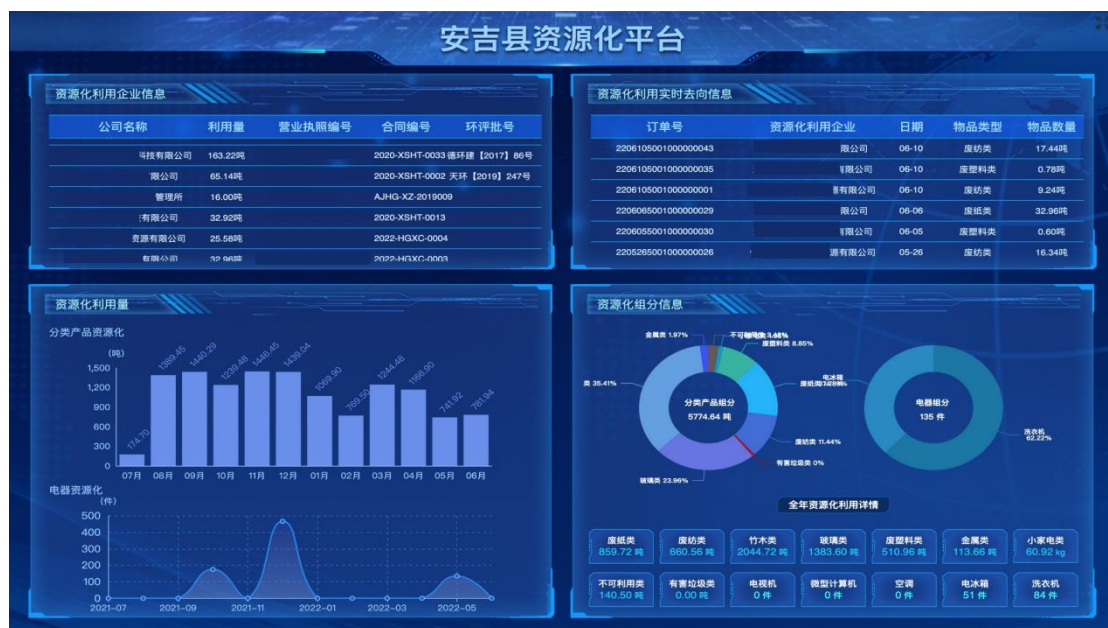 安吉县资源化平台
资源化利用企业信息
公司名称 利用量 营业执照编号 合同编号 环评批号
科技有限公司 163.22吨 2020-XSHT-0033 德环建【2017】86号
限公司 65.14吨 2020-XSHT-0002 天环【2019】247号
管理所 16.00吨 AJHG-XZ-2019009
有限公司 32.92吨 2020-XSHT-0013
资源有限公司 25.58吨 2022-HGXC-0004
有限公司 32.96吨 2022-HGXC-0003
资源化利用实时去向信息
订单号 资源化利用企业 日期 物品类型 物品数量
2206105001000000043 限公司 06-10 废纺类 17.44吨
2206105001000000035 有限公司 06-10 废塑料类 0.78吨
2206105001000000001 有限公司 06-10 废纺类 9.24吨
2206065001000000029 限公司 06-06 废纸类 32.96吨
2206055001000000030 有限公司 06-05 废塑料类 0.60吨
2205265001000000026 源有限公司 05-26 废纺类 16.34吨
资源化利用量
分类产品资源化
(吨)
1,500
1,200
900
600
300
0
174.70 1389.45 1440.29 1239.48 1446.45 1439.04 1069.90 769.50 1244.46 1166.90 741.92 781.94
07月 08月 09月 10月 11月 12月 01月 02月 03月 04月 05月 06月
电器资源化
(件)
500
400
300
200
100
0
2021-07 2021-09 2021-11 2022-01 2022-03 2022-05
资源化组分信息
金属类 1.97%
废塑料类 8.85%
类 35.41%
废纺类 11.44%
有害垃圾类 0%
玻璃类 23.96%
分类产品组分
5774.64 吨
电冰箱
电器组分
135 件
洗衣机
62.22%
全年资源化利用详情
废纸类 废纺类 竹木类 玻璃类 废塑料类 金属类 小家电类
859.72 吨 660.56 吨 2044.72 吨 1383.60 吨 510.96 吨 113.66 吨 60.92 kg
不可利用类 有害垃圾类 电视机 微型计算机 空调 电冰箱 洗衣机
140.50 吨 0.00 吨 0 件 0 件 0 件 51 件 84 件